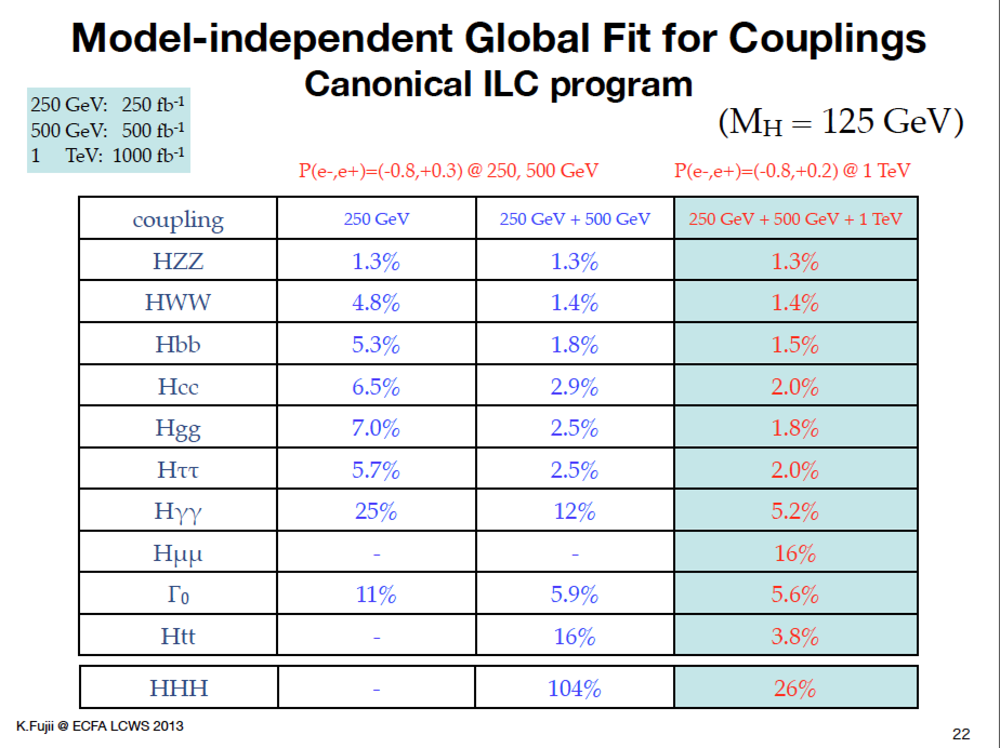 Model-independent Global Fit for Couplings
Canonical ILC program
250 GeV: 250 fb-1
500 GeV: 500 fb-1
1 TeV: 1000 fb-1
(MH = 125 GeV)
P(e-,e+)=(-0.8,+0.3) @ 250, 500 GeV P(e-,e+)=(-0.8,+0.2) @ 1 TeV
coupling 250 GeV 250 GeV + 500 GeV 250 GeV + 500 GeV + 1 TeV
HZZ 1.3% 1.3% 1.3%
HWW 4.8% 1.4% 1.4%
Hbb 5.3% 1.8% 1.5%
Hcc 6.5% 2.9% 2.0%
Hgg 7.0% 2.5% 1.8%
Hττ 5.7% 2.5% 2.0%
Hγγ 25% 12% 5.2%
Hμμ - - 16%
Γ0 11% 5.9% 5.6%
Htt - 16% 3.8%
HHH - 104% 26%
K.Fujii @ ECFA LCWS 2013
22